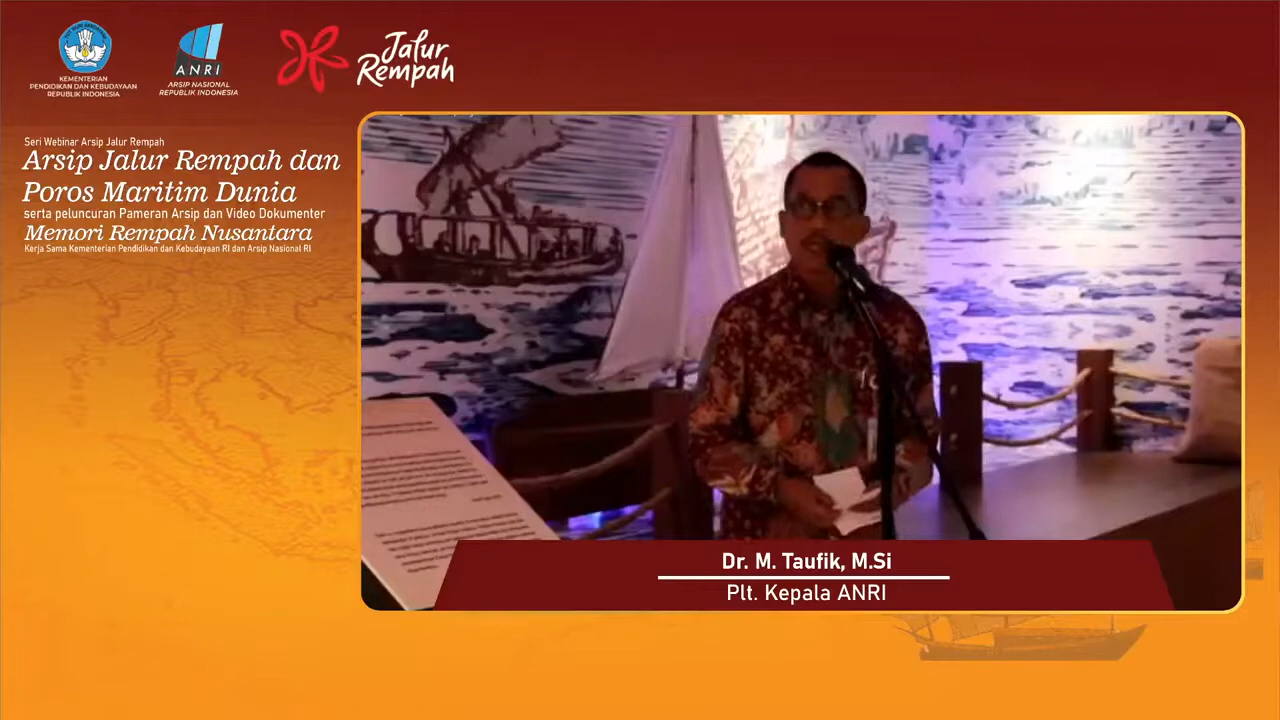 KEMENTERIAN
PENDIDIKAN DAN KEBUDAYAAN
REPUBLIK INDONESIA
ANRI
ARSIP NASIONAL
REPUBLIK INDONESIA
Jalur
Rempah
Seri Webinar Arsip Jalur Rempah
Arsip Jalur Rempah dan
Poros Maritim Dunia
serta peluncuran Pameran Arsip dan Video Dokumenter
Memori Rempah Nusantara
Kerja Sama Kementerian Pendidikan dan Kebudayaan RI dan Arsip Nasional RI
Dr. M. Taufik, M.Si
Plt. Kepala ANRI